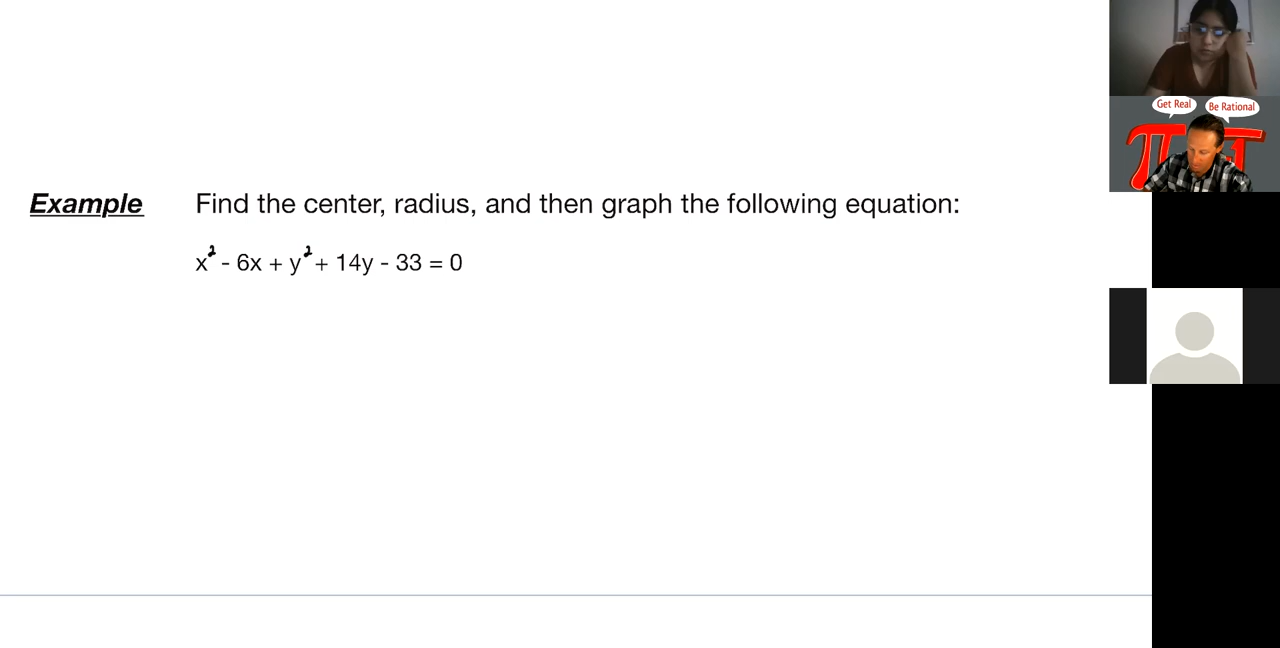 Get Real
Be Rational
Example Find the center, radius, and then graph the following equation:
x² - 6x + y² + 14y - 33 = 0